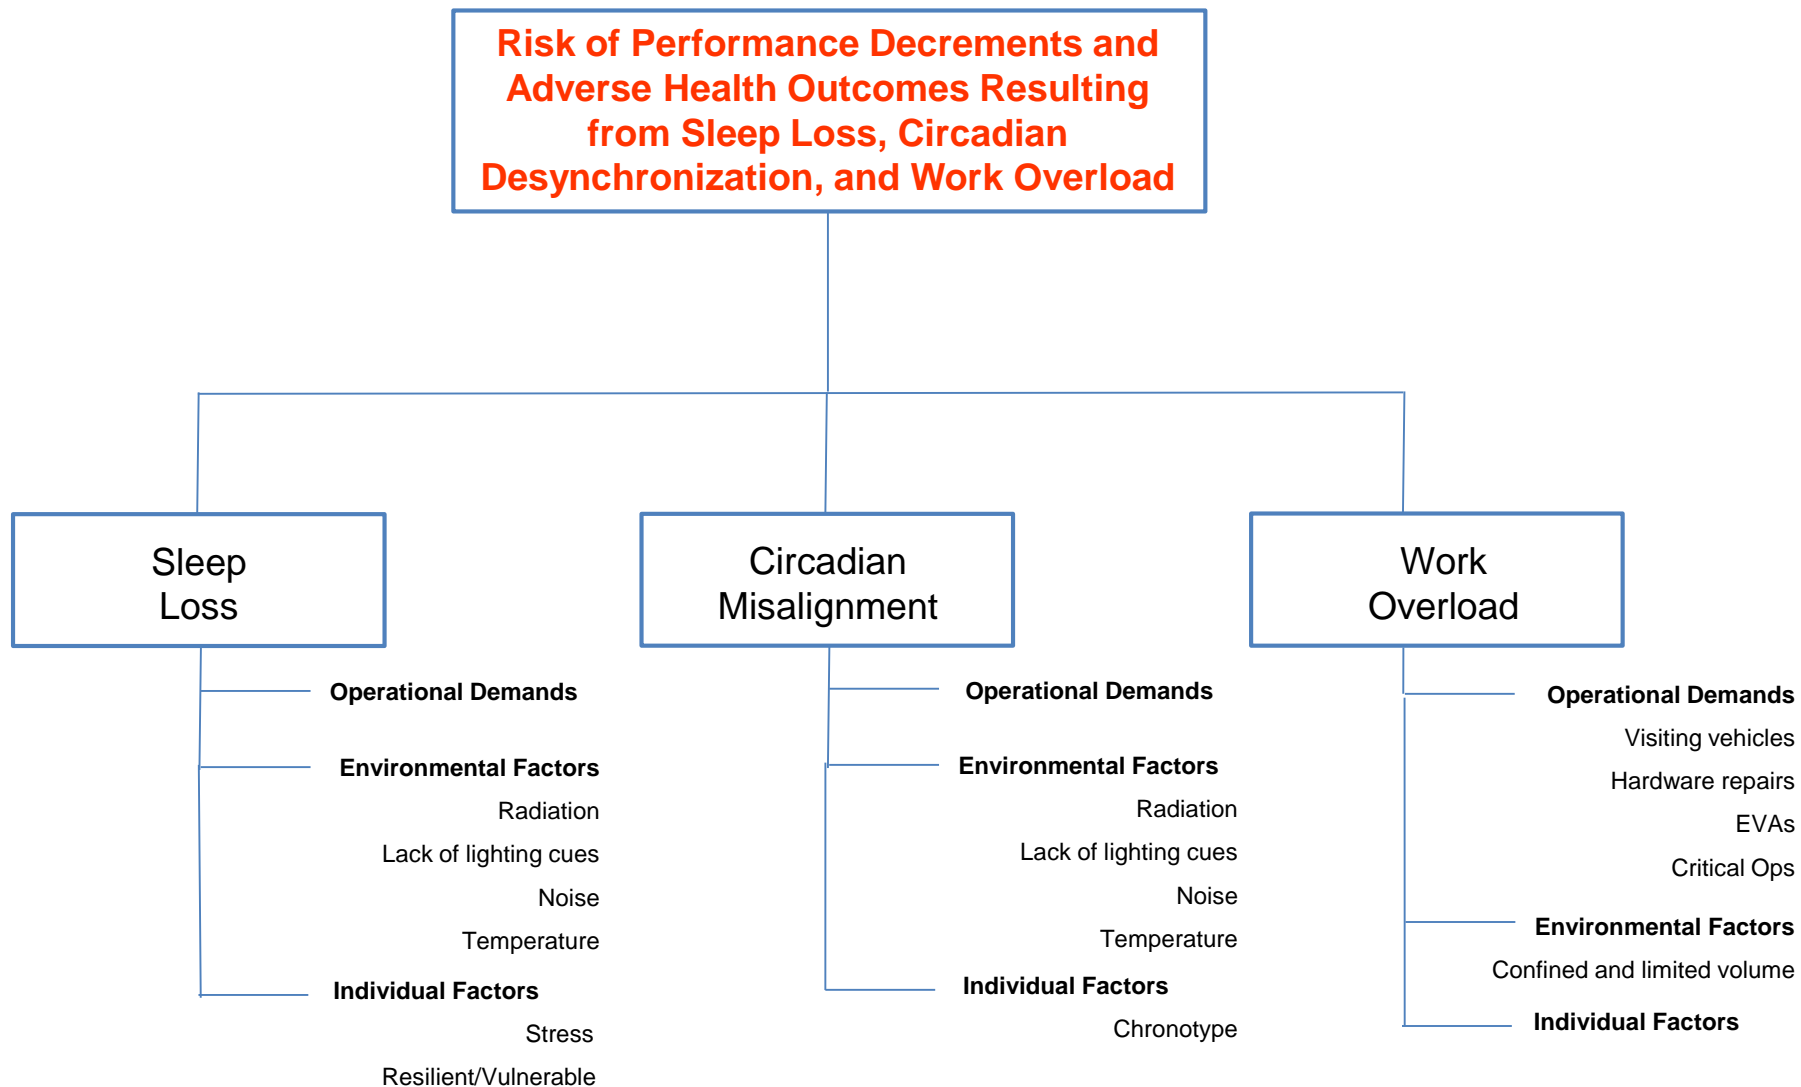 Risk of Performance Decrements and
Adverse Health Outcomes Resulting
from Sleep Loss, Circadian
Desynchronization, and Work Overload
Sleep
Loss
Operational Demands
Environmental Factors
Radiation
Lack of lighting cues
Noise
Temperature
Individual Factors
Stress
Resilient/Vulnerable
Circadian
Misalignment
Operational Demands
Environmental Factors
Radiation
Lack of lighting cues
Noise
Temperature
Individual Factors
Chronotype
Work
Overload
Operational Demands
Visiting vehicles
Hardware repairs
EVAs
Critical Ops
Environmental Factors
Confined and limited volume
Individual Factors